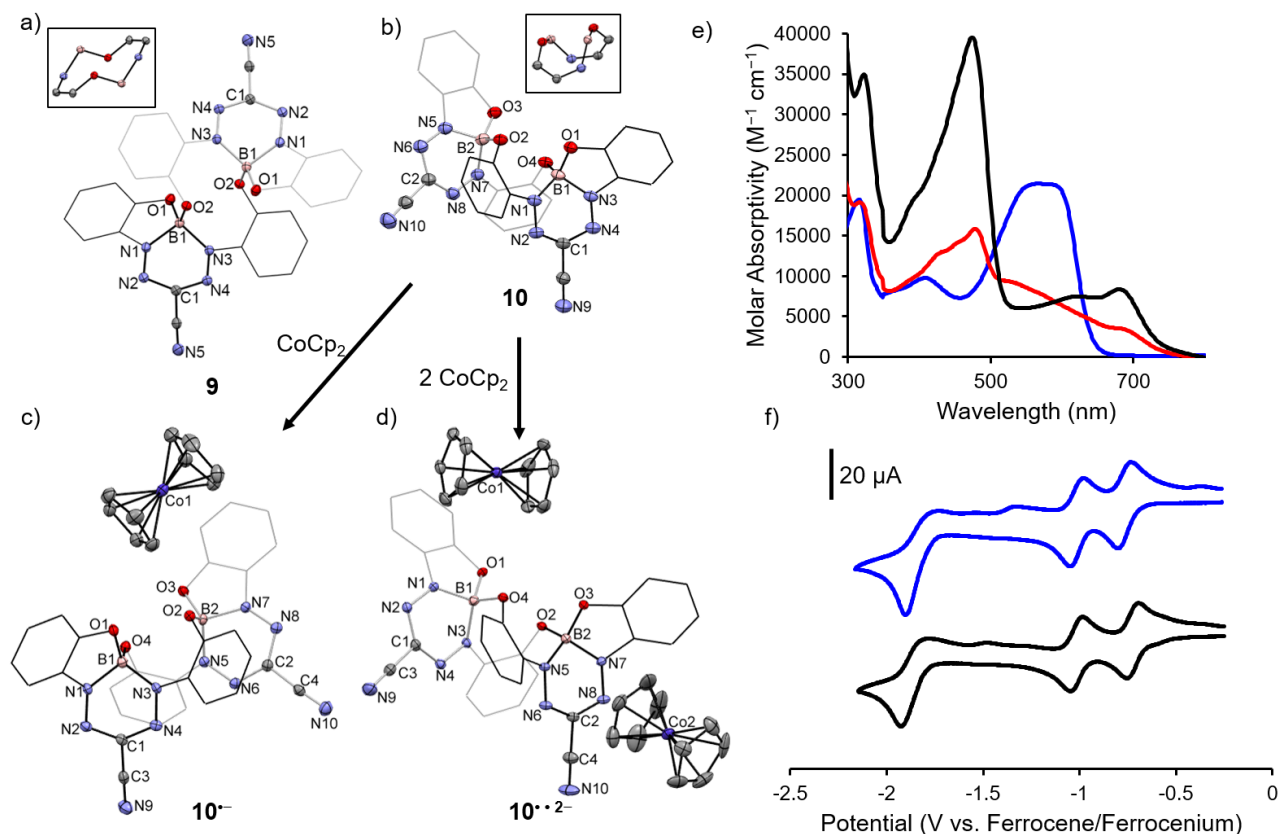 a)
N5
C1
N4
N2
N3
N1
B1
O2
O1
O1
O2
B1
N1
N3
N2
C1
N4
N5
9
b)
N5
O3
B2
O2
O1
N6
O4
C2
N7
B1
N8
N1
N3
N10
N2
N4
C1
N9
10
CoCp2
2 CoCp2
c)
Co1
O3
B2
N7
O2
N8
O1
O4
B1
N5
C2
N1
N3
N6
C4
N2
N4
N10
C1
C3
N9
10•−
d)
Co1
O1
N1
B1
O4
O3
N2
O2
B2
C1
N3
N5
N7
C3
N4
N8
N9
N6
C2
Co2
C4
N10
10••2−
e)
Molar Absorptivity (M−1 cm−1)
40000
35000
30000
25000
20000
15000
10000
5000
0
300
500
700
Wavelength (nm)
f)
20 µA
-2.5
-2
-1.5
-1
-0.5
0
Potential (V vs. Ferrocene/Ferrocenium)